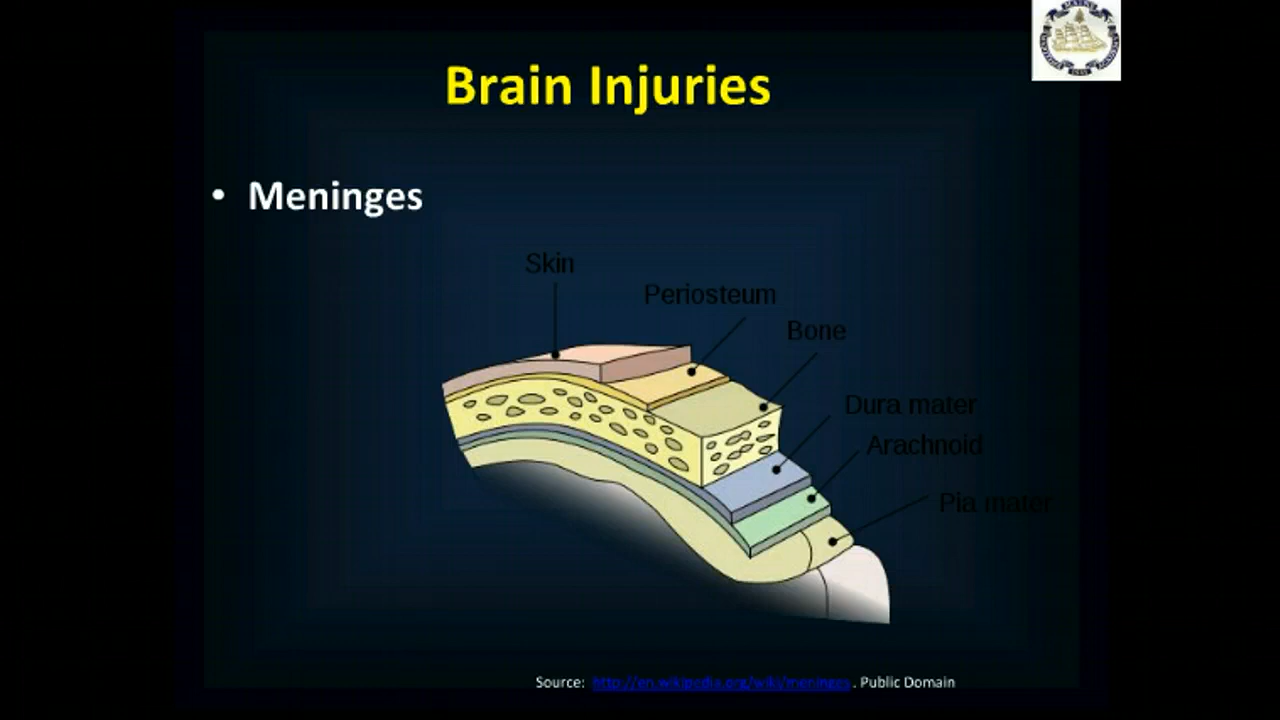 Brain Injuries
• Meninges
Skin
Periosteum
Bone
Dura mater
Arachnoid
Pia mater
Source: http://en.wikipedia.org/wiki/meninges . Public Domain